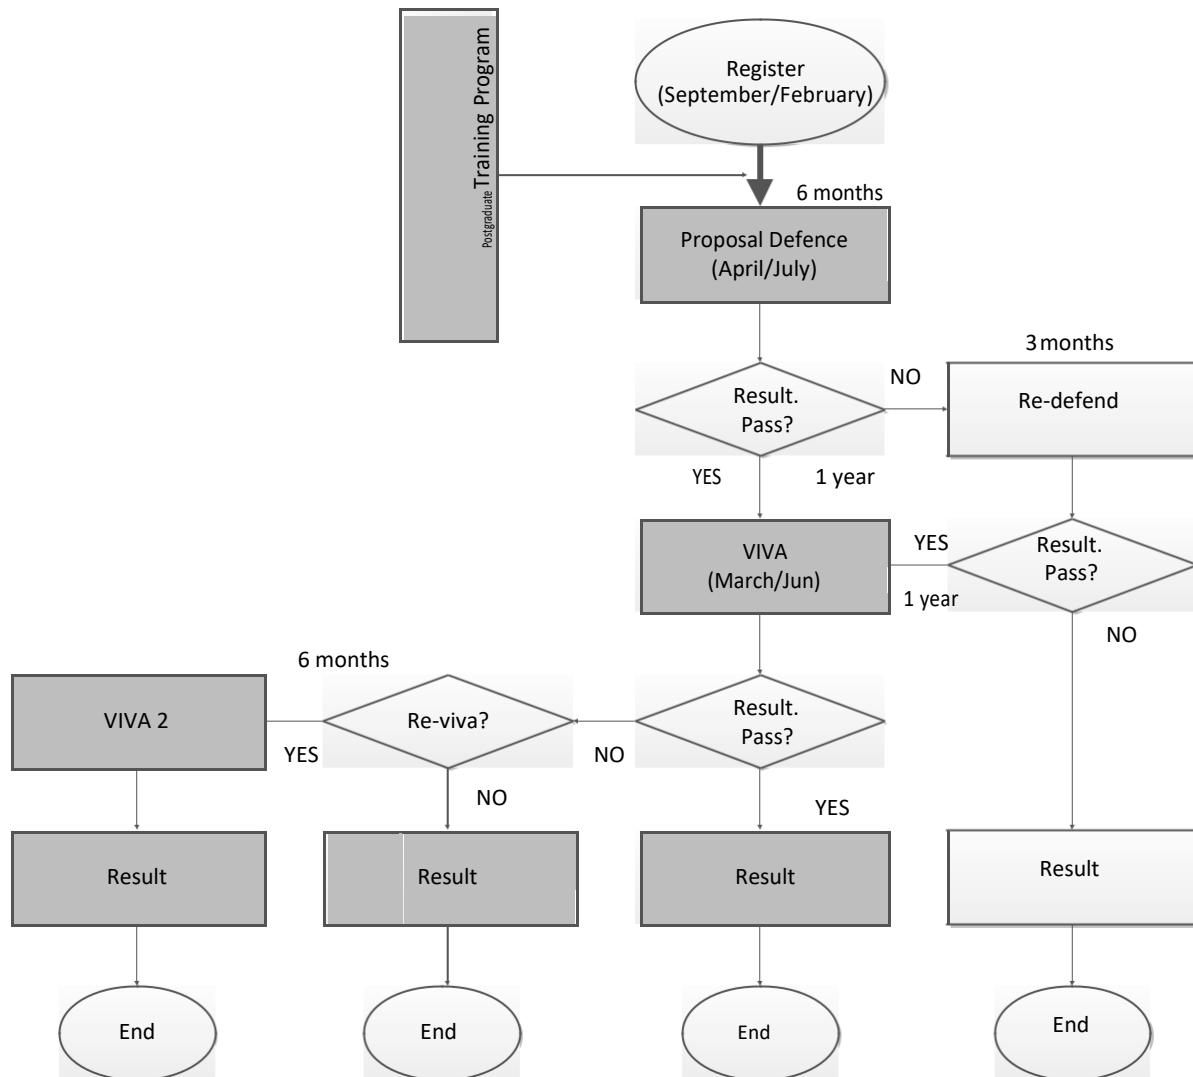 Postgraduate Training Program
Register
(September/February)
6 months
Proposal Defence
(April/July)
3 months
NO
Result.
Pass?
Re-defend
YES
1 year
VIVA
(March/Jun)
YES
Result.
Pass?
1 year
NO
6 months
VIVA 2
Re-viva?
Result.
Pass?
YES
NO
NO
YES
Result
Result
Result
Result
End
End
End
End